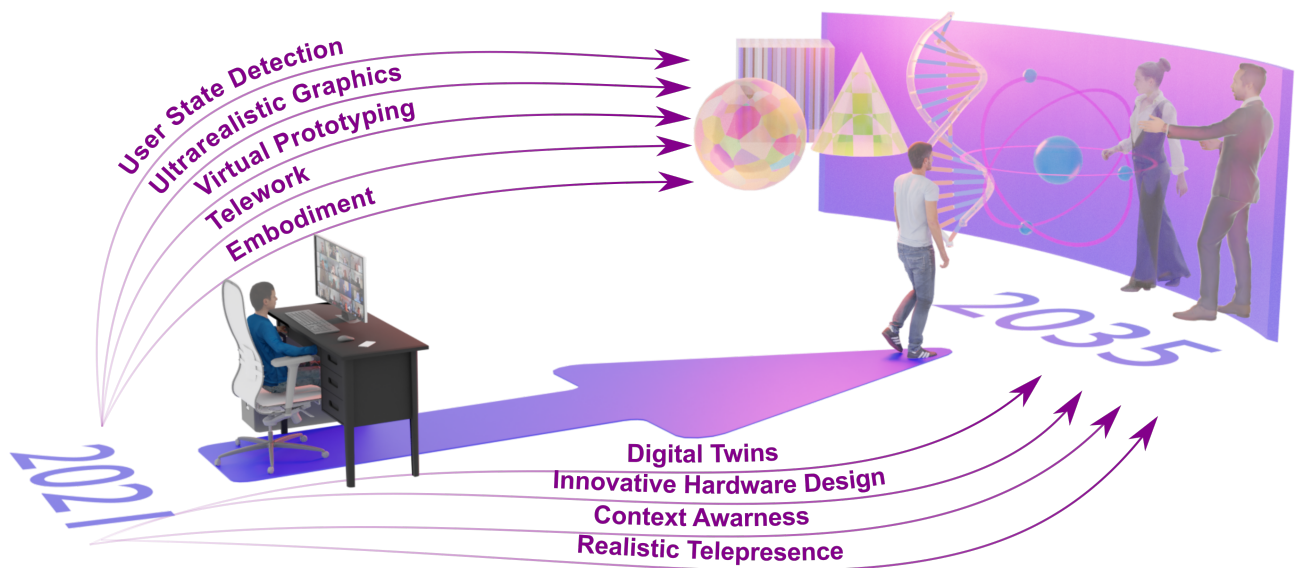 User State Detection
Ultrarealistic Graphics
Virtual Prototyping
Telework
Embodiment
2035
2021
Digital Twins
Innovative Hardware Design
Context Awarness
Realistic Telepresence